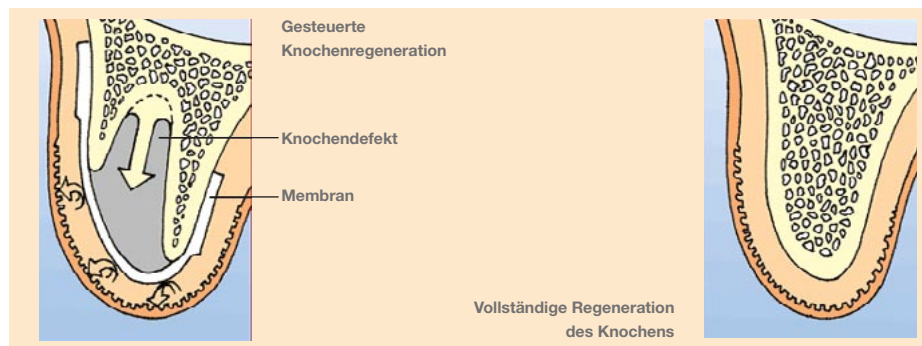 Gesteuerte
Knochenregeneration
Knochendefekt
Membran
Vollständige Regeneration
des Knochens